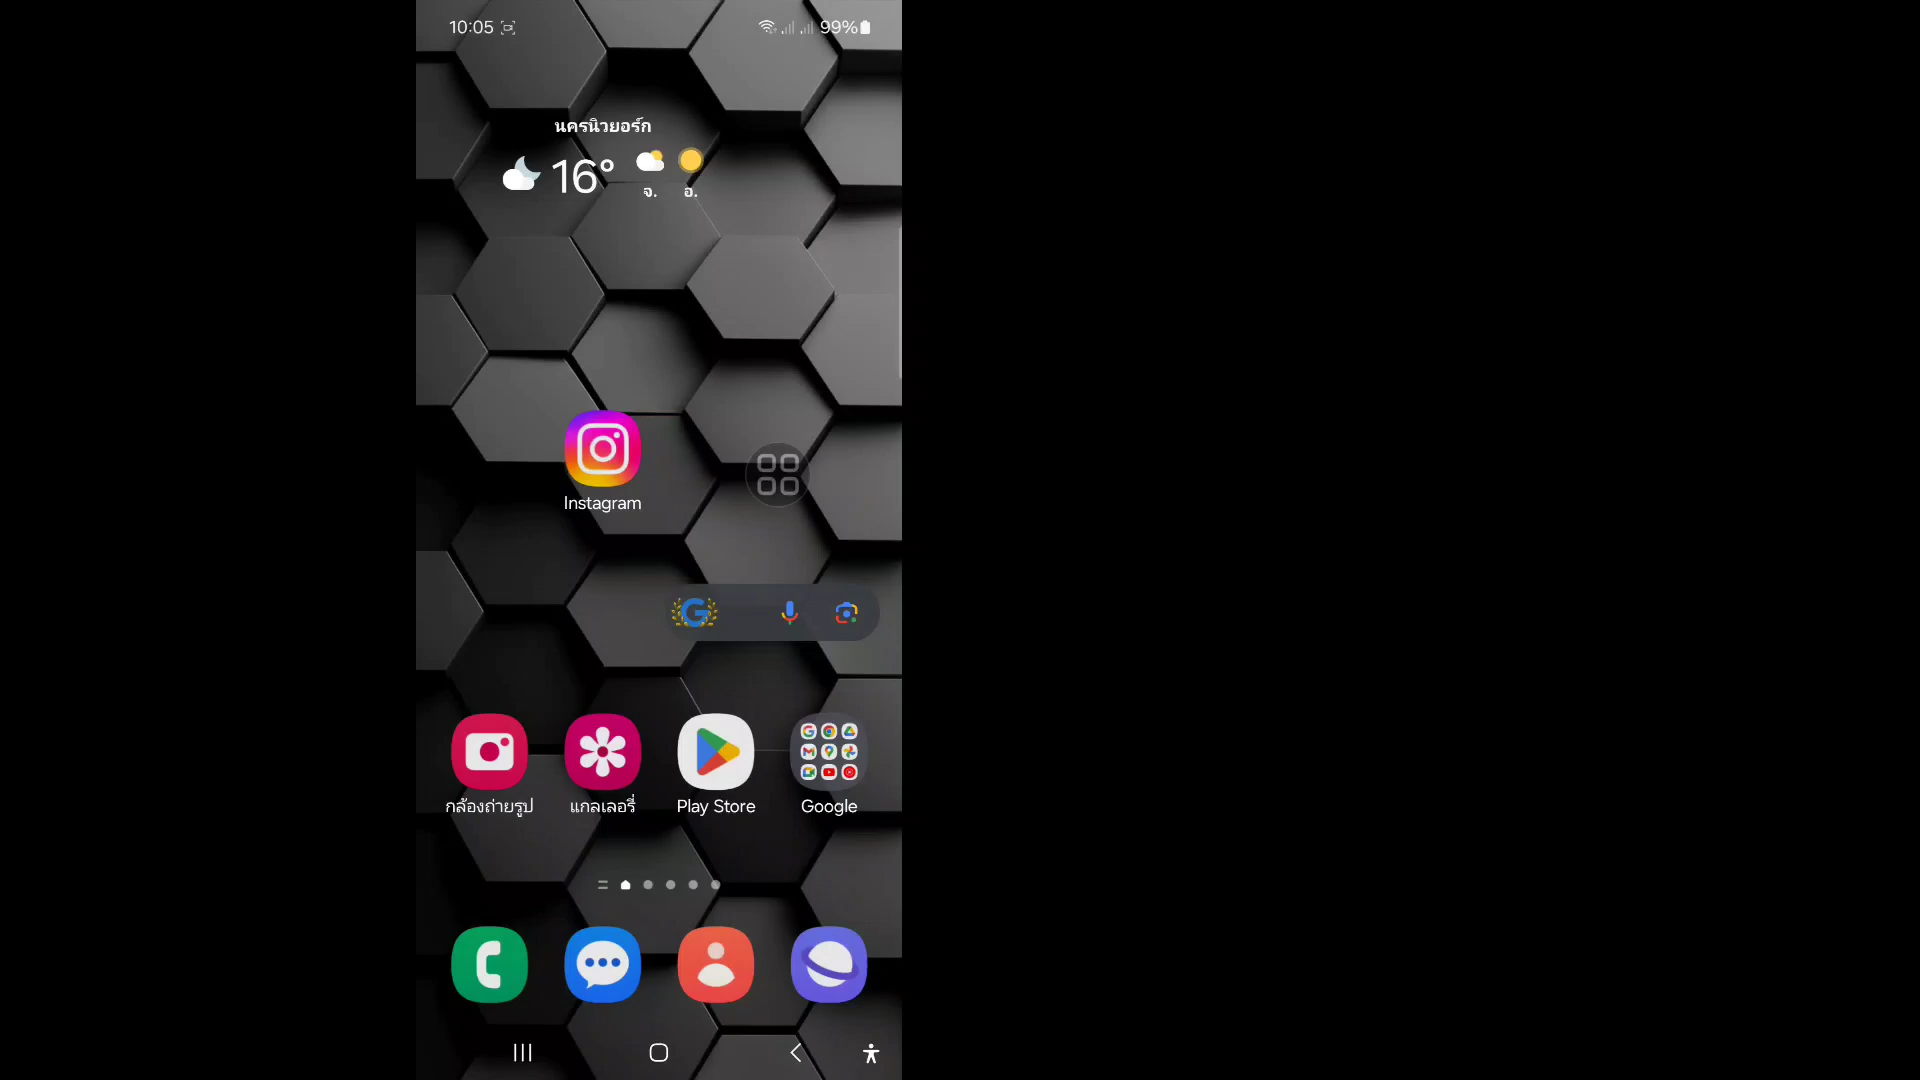 10:05
99%
นครนิวยอร์ก
16°
จ.
อ.
Instagram
กล้องถ่ายรูป
แกลเลอรี่
Play Store
Google